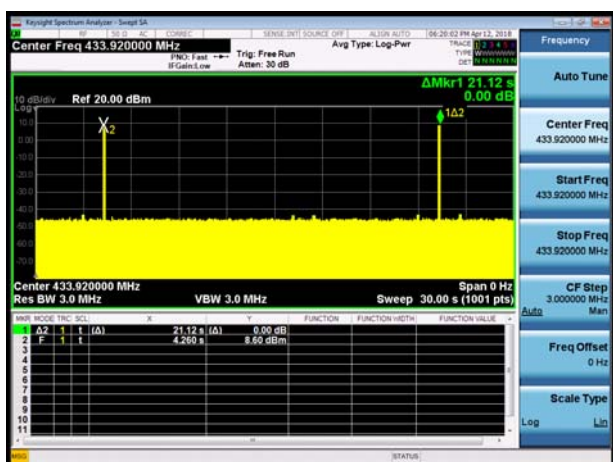 Keysight Spectrum Analyzer - Swept SA
RF 50 Ω AC CORREC SENSE:INT SOURCE OFF ALIGN AUTO 06:20:02 PM Apr 12, 2018
Center Freq 433.920000 MHz
PNO: Fast
IFGain:Low
Trig: Free Run
Atten: 30 dB
Avg Type: Log-Pwr
TRACE 1 2 3 4 5 6
TYPE W
DET N N N N N N
Frequency
ΔMkr1 21.12 s
0.00 dB
10 dB/div Ref 20.00 dBm
Log
10.0
0.00
-10.0
-20.0
-30.0
-40.0
-50.0
-60.0
-70.0
2
1Δ2
Center 433.920000 MHz Span 0 Hz
Res BW 3.0 MHz VBW 3.0 MHz Sweep 30.00 s (1001 pts)
MKR MODE TRC SCL X Y FUNCTION FUNCTION WIDTH FUNCTION VALUE
1 Δ2 1 t (Δ) 21.12 s (Δ) 0.00 dB
2 F 1 t 4.260 s 8.60 dBm
3
4
5
6
7
8
9
10
11
MSG STATUS
Auto Tune
Center Freq
433.920000 MHz
Start Freq
433.920000 MHz
Stop Freq
433.920000 MHz
CF Step
3.000000 MHz
Auto Man
Freq Offset
0 Hz
Scale Type
Log Lin